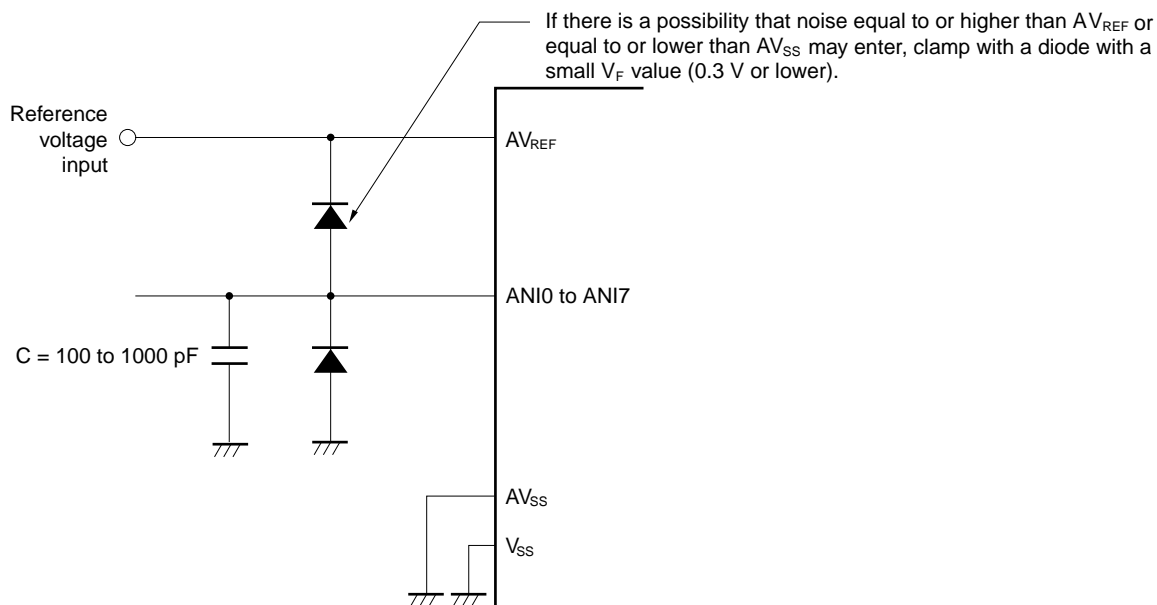 If there is a possibility that noise equal to or higher than AVREF or
equal to or lower than AVSS may enter, clamp with a diode with a
small VF value (0.3 V or lower).
Reference
voltage
input
AVREF
ANI0 to ANI7
C = 100 to 1000 pF
AVSS
VSS